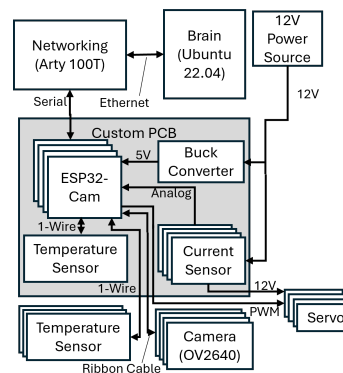 Networking
(Arty 100T)
Brain
(Ubuntu
22.04)
12V
Power
Source
Serial
Ethernet
12V
Custom PCB
ESP32-
Cam
5V
Buck
Converter
Analog
1-Wire
Temperature
Sensor
Current
Sensor
1-Wire
12V
PWM
Servo
Temperature
Sensor
Ribbon Cable
Camera
(OV2640)